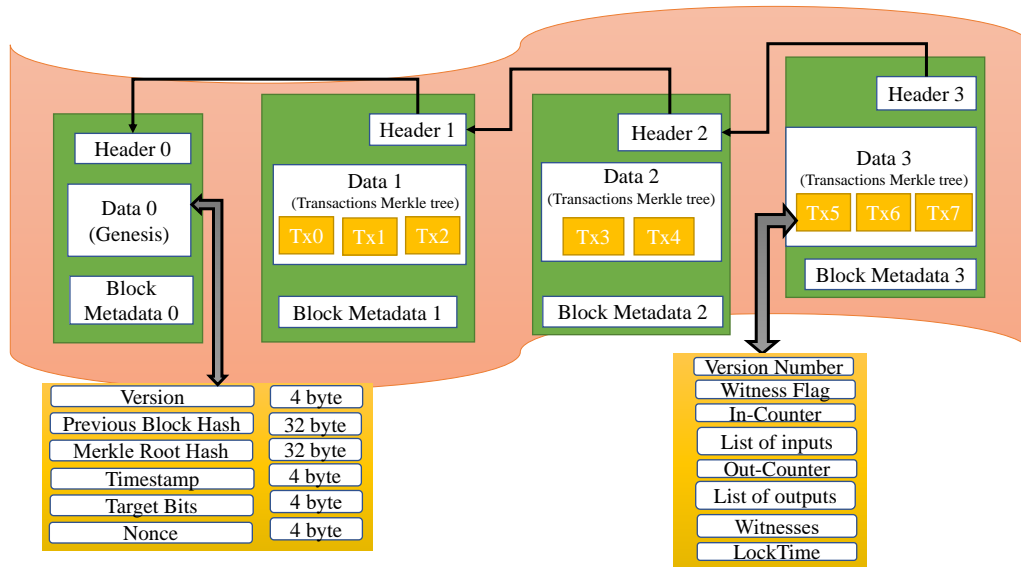 Header 0
Data 0
(Genesis)
Block
Metadata 0
Header 1
Data 1
(Transactions Merkle tree)
Tx0 Tx1 Tx2
Block Metadata 1
Header 2
Data 2
(Transactions Merkle tree)
Tx3 Tx4
Block Metadata 2
Header 3
Data 3
(Transactions Merkle tree)
Tx5 Tx6 Tx7
Block Metadata 3
Version 4 byte
Previous Block Hash 32 byte
Merkle Root Hash 32 byte
Timestamp 4 byte
Target Bits 4 byte
Nonce 4 byte
Version Number
Witness Flag
In-Counter
List of inputs
Out-Counter
List of outputs
Witnesses
LockTime